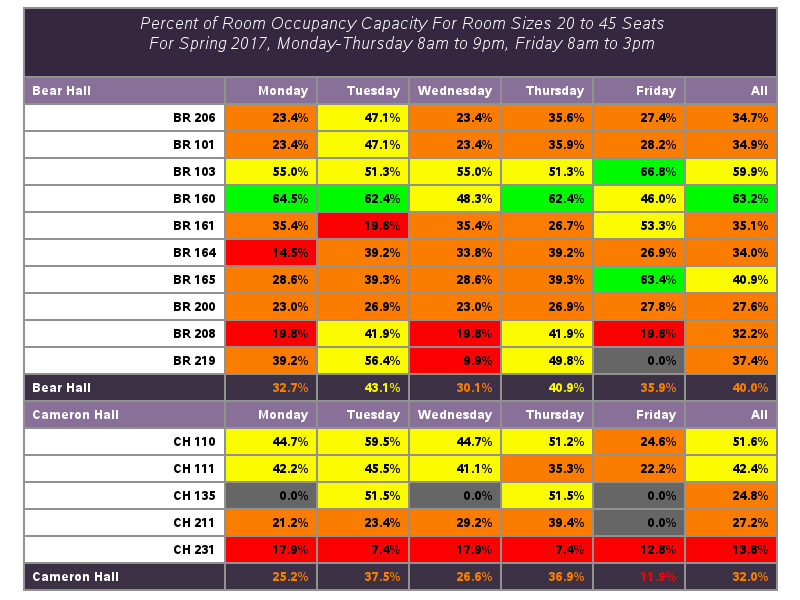 Percent of Room Occupancy Capacity For Room Sizes 20 to 45 Seats
For Spring 2017, Monday-Thursday 8am to 9pm, Friday 8am to 3pm
Bear Hall Monday Tuesday Wednesday Thursday Friday All
BR 206 23.4% 47.1% 23.4% 35.6% 27.4% 34.7%
BR 101 23.4% 47.1% 23.4% 35.9% 28.2% 34.9%
BR 103 55.0% 51.3% 55.0% 51.3% 66.8% 59.9%
BR 160 64.5% 62.4% 48.3% 62.4% 46.0% 63.2%
BR 161 35.4% 19.6% 35.4% 26.7% 53.3% 35.1%
BR 164 14.5% 39.2% 33.8% 39.2% 26.9% 34.0%
BR 165 28.6% 39.3% 28.6% 39.3% 63.4% 40.9%
BR 200 23.0% 26.9% 23.0% 26.9% 27.8% 27.6%
BR 208 19.8% 41.9% 19.8% 41.9% 19.6% 32.2%
BR 219 39.2% 56.4% 9.9% 49.8% 0.0% 37.4%
Bear Hall 32.7% 43.1% 30.1% 40.9% 35.9% 40.0%
Cameron Hall Monday Tuesday Wednesday Thursday Friday All
CH 110 44.7% 59.5% 44.7% 51.2% 24.6% 51.6%
CH 111 42.2% 45.5% 41.1% 35.3% 22.2% 42.4%
CH 135 0.0% 51.5% 0.0% 51.5% 0.0% 24.8%
CH 211 21.2% 23.4% 29.2% 39.4% 0.0% 27.2%
CH 231 17.9% 7.4% 17.9% 7.4% 12.8% 13.8%
Cameron Hall 25.2% 37.5% 26.6% 36.9% 11.9% 32.0%